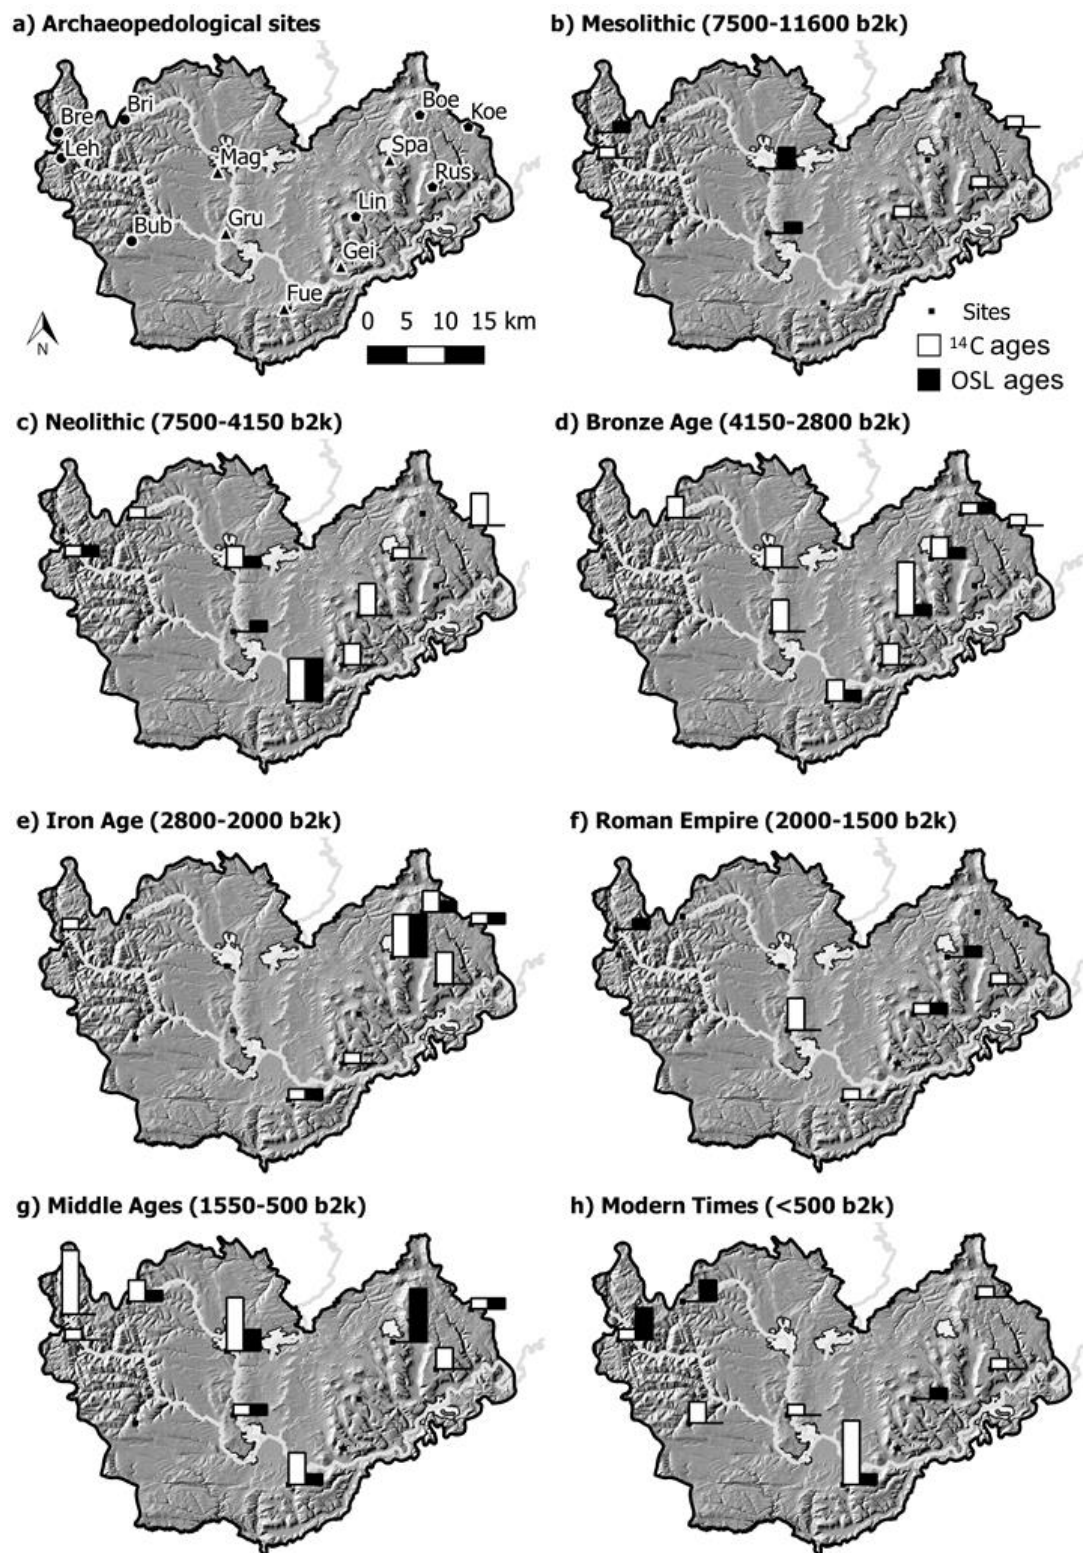 a) Archaeopedological sites
b) Mesolithic (7500-11600 b2k)
Bre
Bri
Leh
Mag
Boe
Koe
Spa
Rus
Lin
Gru
Bub
Gei
Fue
N
0 5 10 15 km
Sites
¹⁴C ages
OSL ages
c) Neolithic (7500-4150 b2k)
d) Bronze Age (4150-2800 b2k)
e) Iron Age (2800-2000 b2k)
f) Roman Empire (2000-1500 b2k)
g) Middle Ages (1550-500 b2k)
h) Modern Times (<500 b2k)